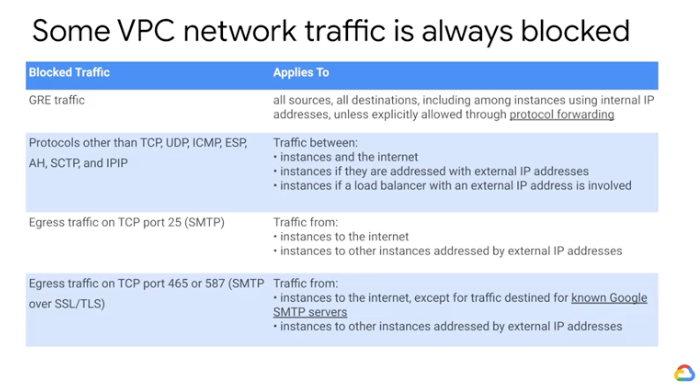 Some VPC network traffic is always blocked
Blocked Traffic
Applies To
GRE traffic
all sources, all destinations, including among instances using internal IP
addresses, unless explicitly allowed through protocol forwarding
Protocols other than TCP, UDP, ICMP, ESP,
AH, SCTP, and IPIP
Traffic between:
• instances and the internet
• instances if they are addressed with external IP addresses
• instances if a load balancer with an external IP address is involved
Egress traffic on TCP port 25 (SMTP)
Traffic from:
• instances to the internet
• instances to other instances addressed by external IP addresses
Egress traffic on TCP port 465 or 587 (SMTP
over SSL/TLS)
Traffic from:
• instances to the internet, except for traffic destined for known Google
SMTP servers
• instances to other instances addressed by external IP addresses